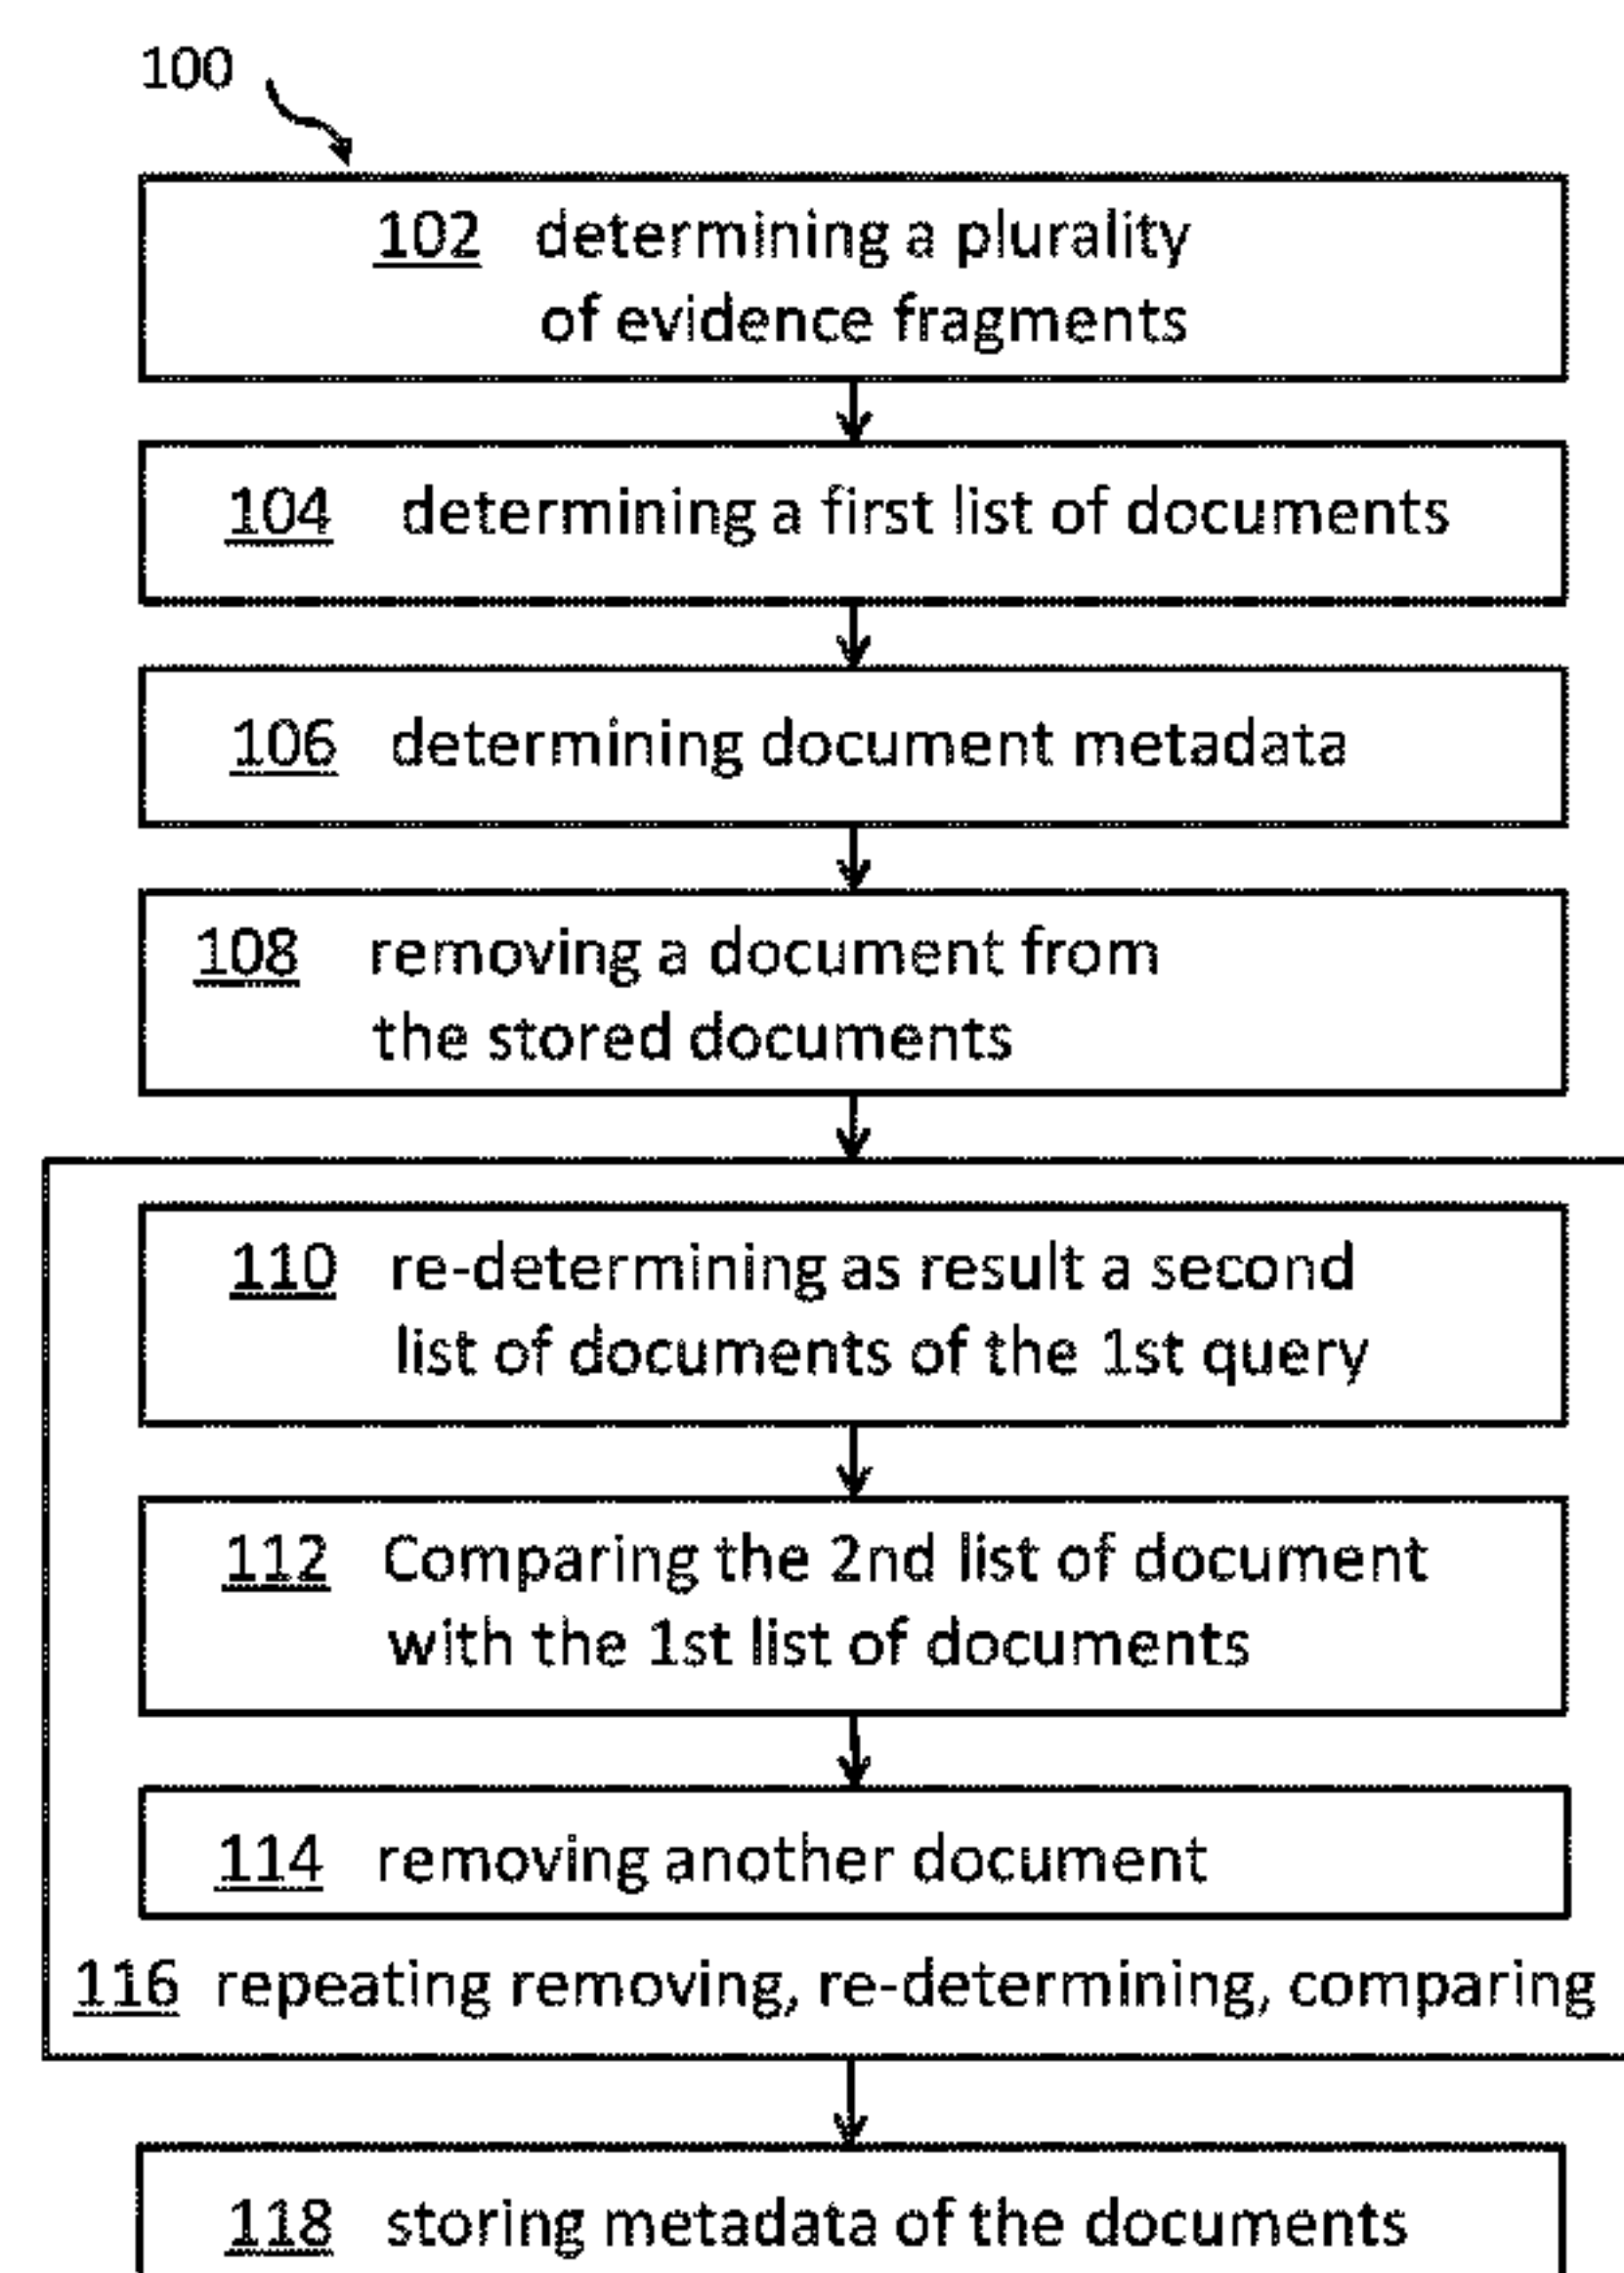 100
102 determining a plurality
of evidence fragments
104 determining a first list of documents
106 determining document metadata
108 removing a document from
the stored documents
110 re-determining as result a second
list of documents of the 1st query
112 Comparing the 2nd list of document
with the 1st list of documents
114 removing another document
116 repeating removing, re-determining, comparing
118 storing metadata of the documents